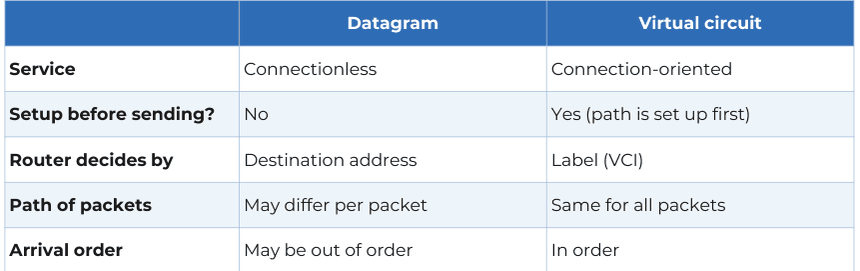 Datagram Virtual circuit
Service Connectionless Connection-oriented
Setup before sending? No Yes (path is set up first)
Router decides by Destination address Label (VCI)
Path of packets May differ per packet Same for all packets
Arrival order May be out of order In order